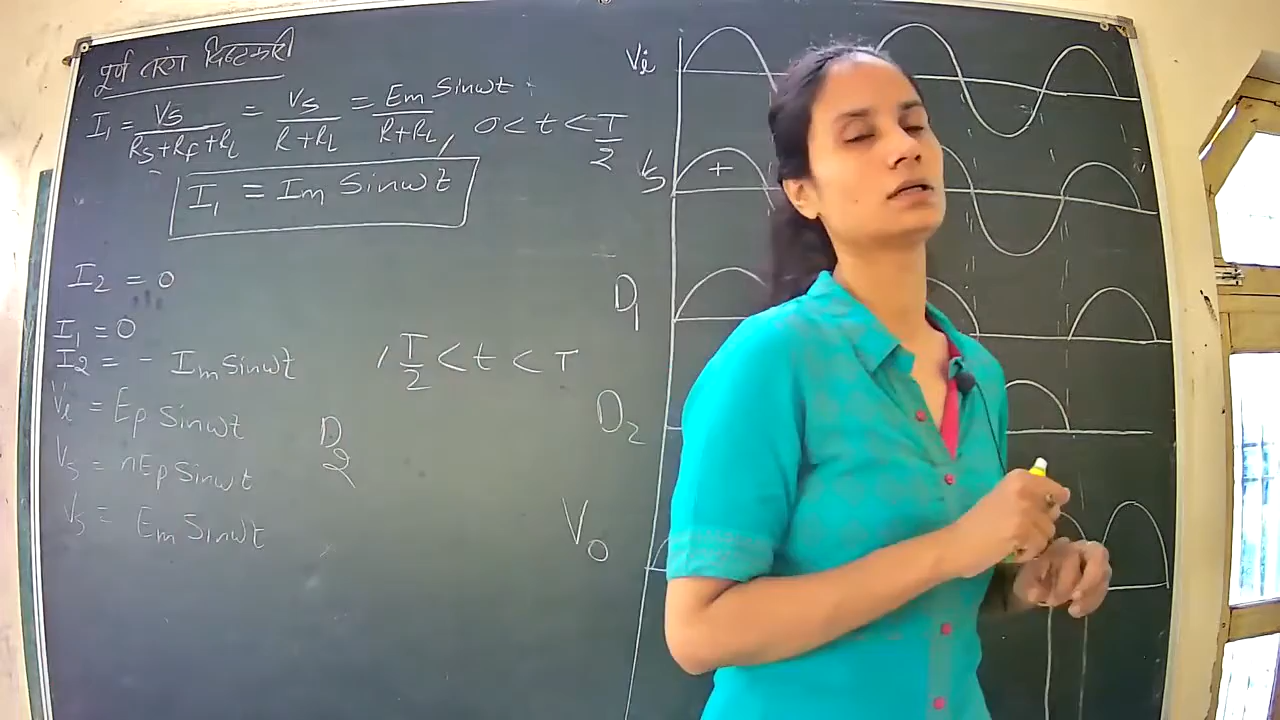 पूर्ण तरंग दिष्टकारी
I₁ = Vs/(Rs+Rf+RL) = Vs/(R+RL) = Em Sinωt/(R+RL), 0 < t < T/2
I₁ = Im Sinωt
I₂ = 0
I₁ = 0
I₂ = - Im sinωt , T/2 < t < T
Vi = Ep Sinωt
Vs = nEp Sinωt
Vs = Em Sinωt
D₂
Vi
Vs
+
D₁
D₂
Vo